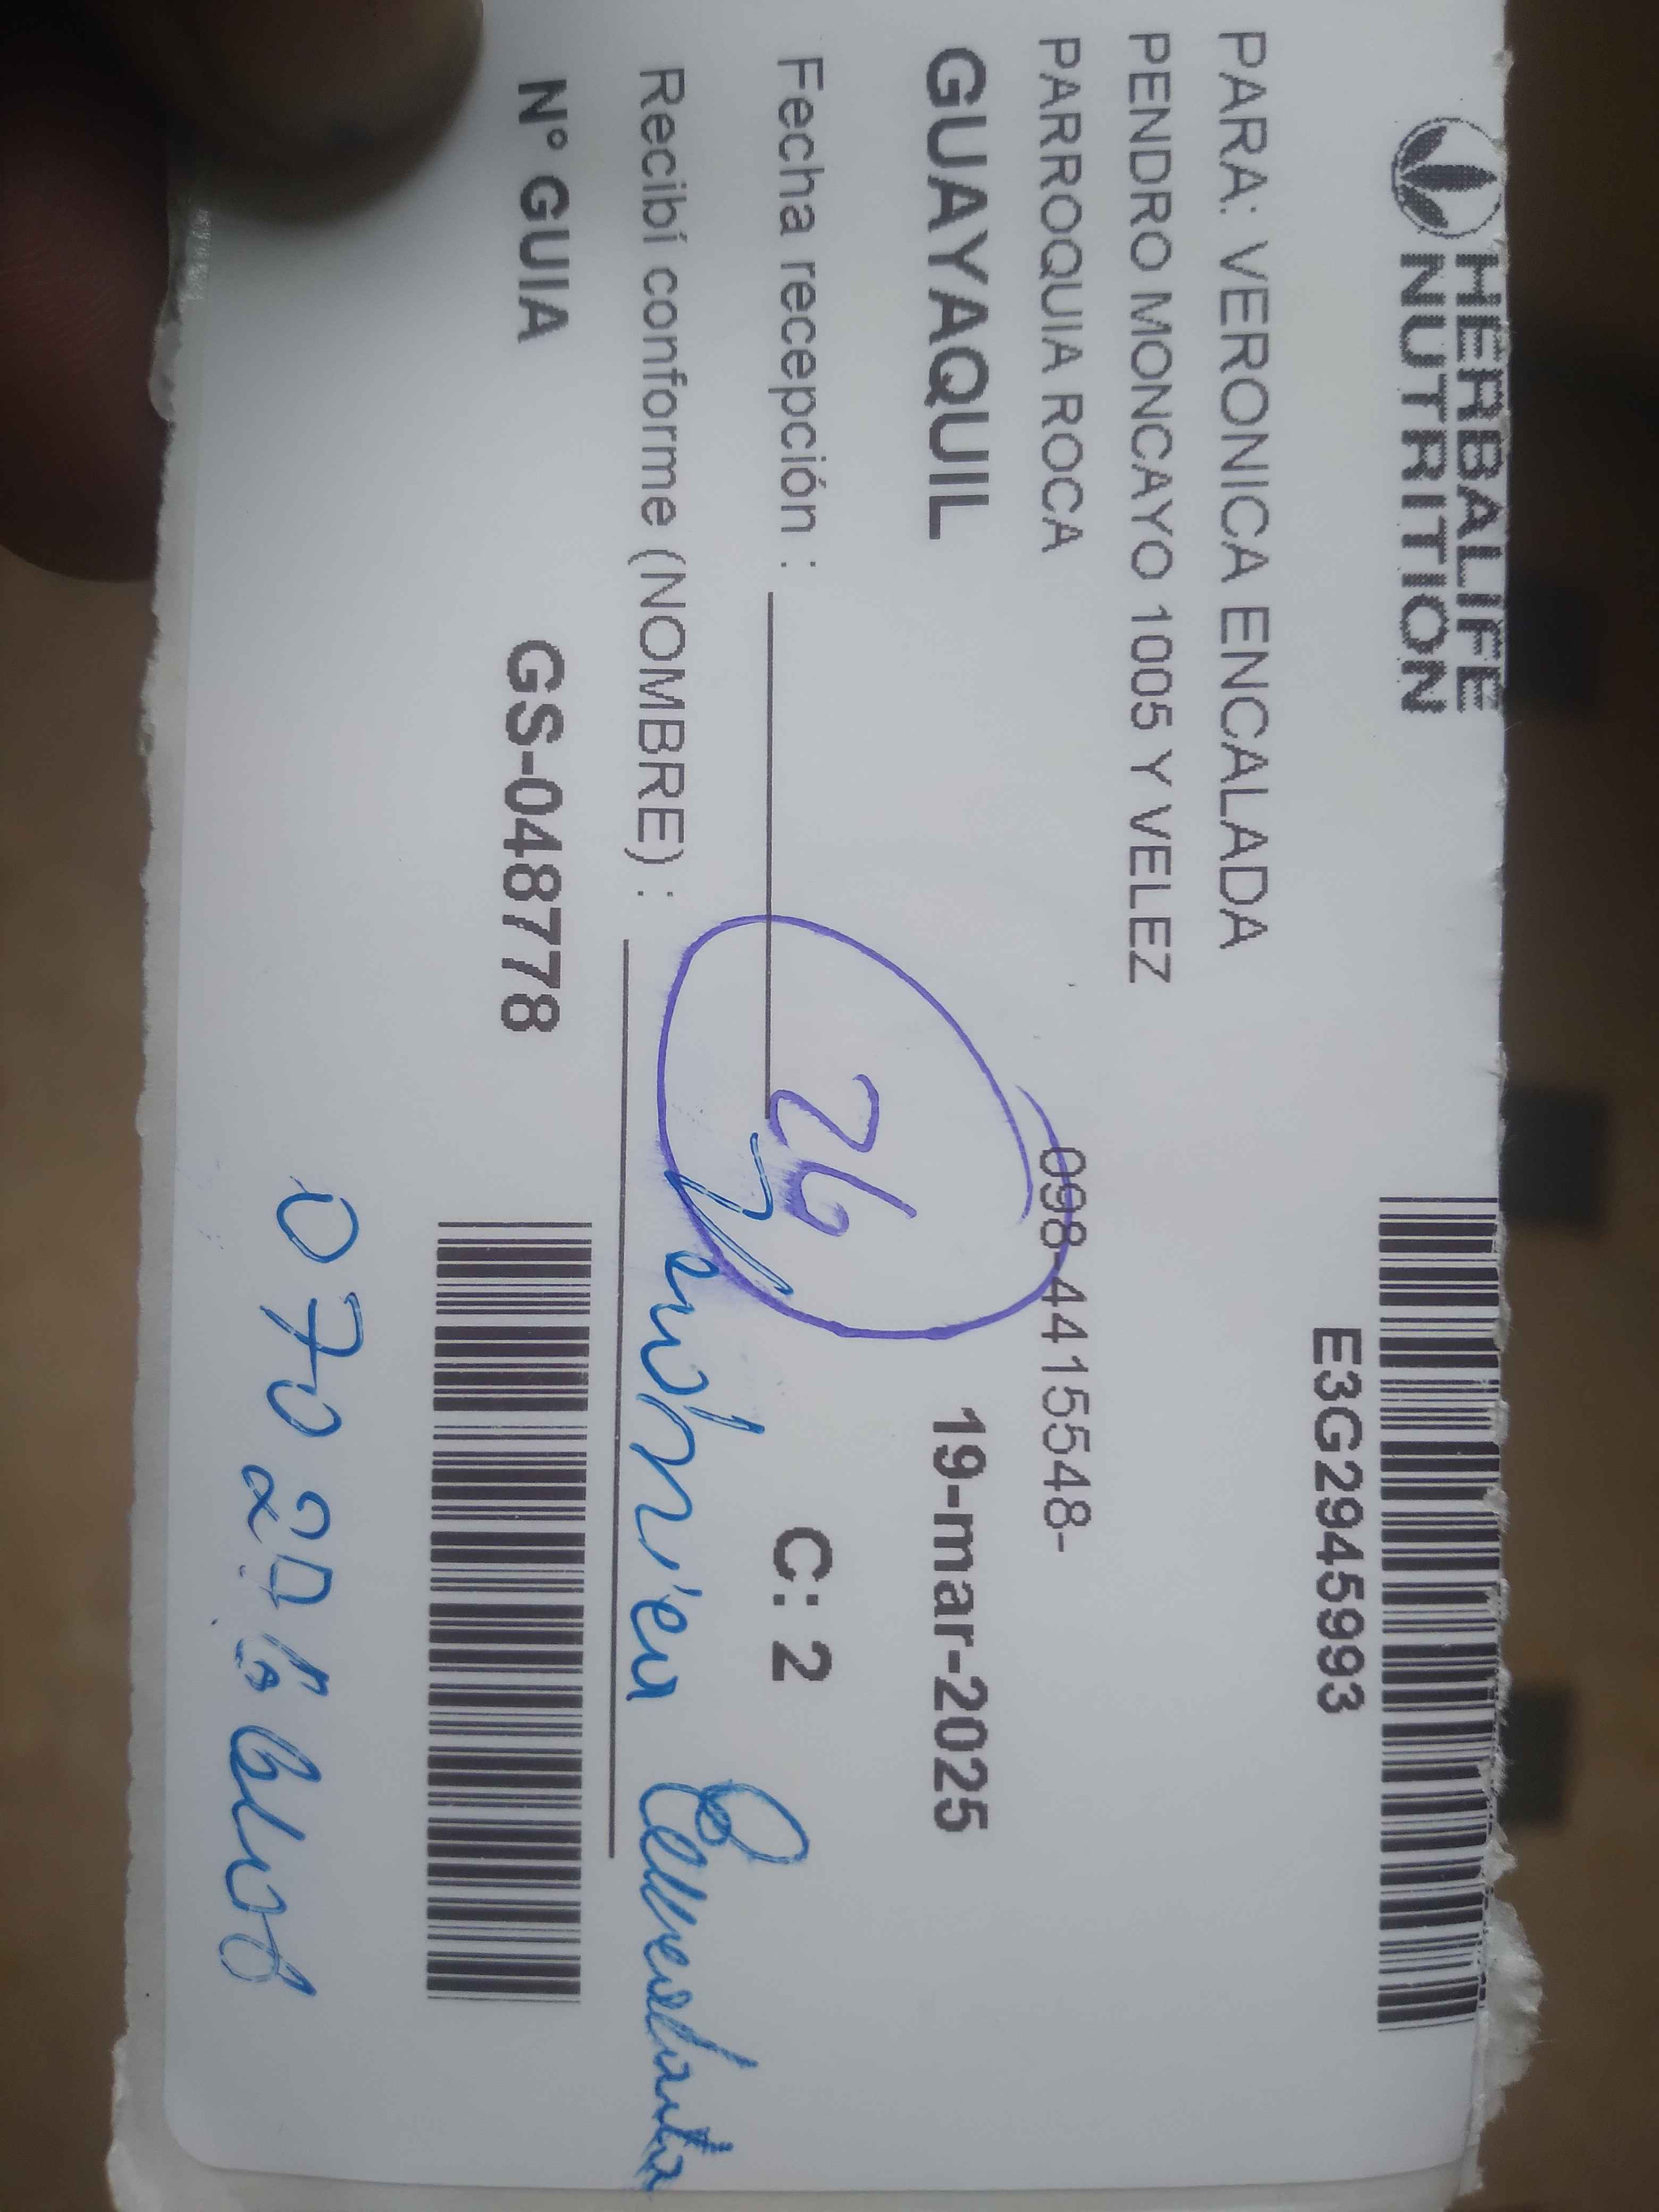 HERBALIFE
NUTRITION
E3G2945993
PARA: VERONICA ENCALADA
PENDRO MONCAYO 1005 Y VELEZ
PARROQUIA ROCA
098-4415548-
GUAYAQUIL
19-mar-2025
Fecha recepción :
26
C: 2
Recibí conforme (NOMBRE) :
N° GUIA
GS-048778